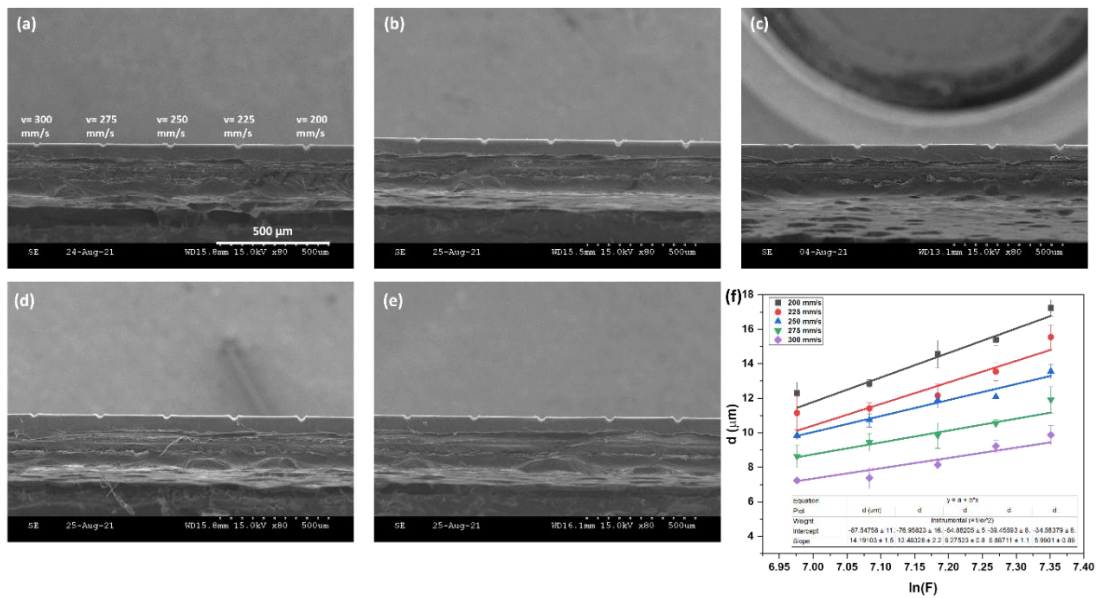 (a)
v= 300 mm/s
v= 275 mm/s
v= 250 mm/s
v= 225 mm/s
v= 200 mm/s
500 µm
SE 24-Aug-21 WD15.8mm 15.0kV x80 500um
(b)
SE 25-Aug-21 WD15.5mm 15.0kV x80 500um
(c)
SE 04-Aug-21 WD13.1mm 15.0kV x80 500um
(d)
SE 25-Aug-21 WD16.8mm 15.0kV x80 500um
(e)
SE 25-Aug-21 WD16.1mm 15.0kV x80 500um
(f)
200 mm/s
225 mm/s
250 mm/s
275 mm/s
300 mm/s
18
16
14
12
10
8
6
4
d (µm)
Equation y = a + b*x
Plot d (um) d d d d
Weight Instrumental
Intercept
Slope
6.95 7.00 7.05 7.10 7.15 7.20 7.25 7.30 7.35 7.40
ln(F)